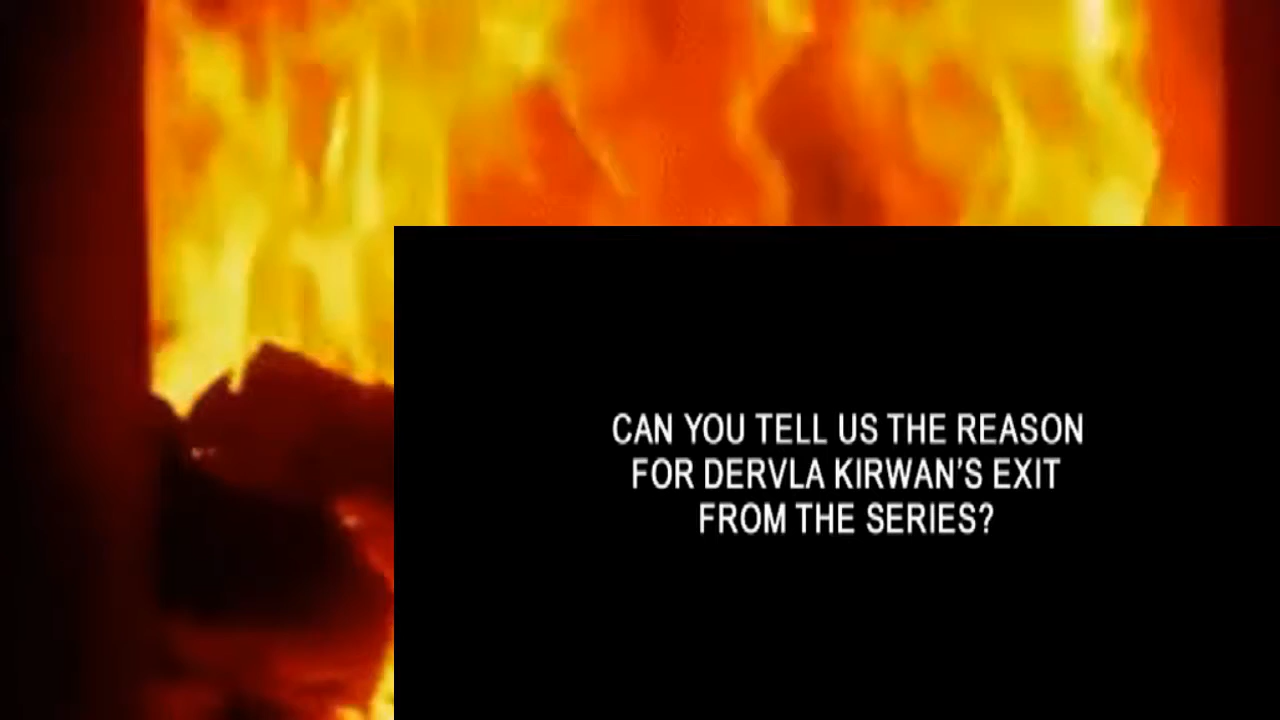 CAN YOU TELL US THE REASON
FOR DERVLA KIRWAN’S EXIT
FROM THE SERIES?